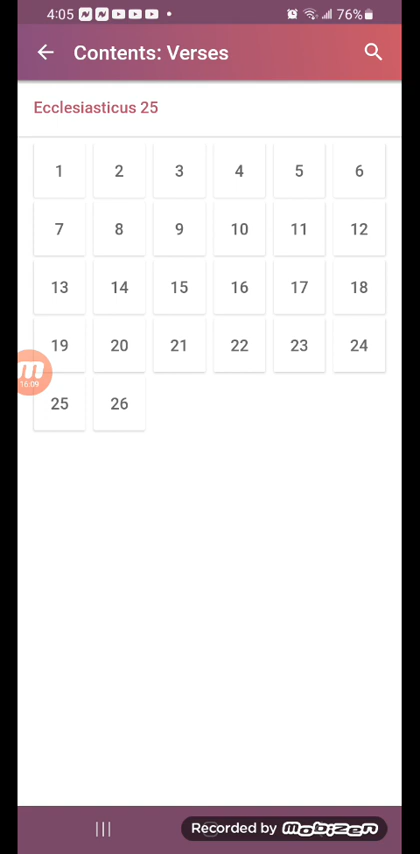 4:05 76%
Contents: Verses
Ecclesiasticus 25
1 2 3 4 5 6
7 8 9 10 11 12
13 14 15 16 17 18
19 20 21 22 23 24
16:09
25 26
Recorded by mobizen